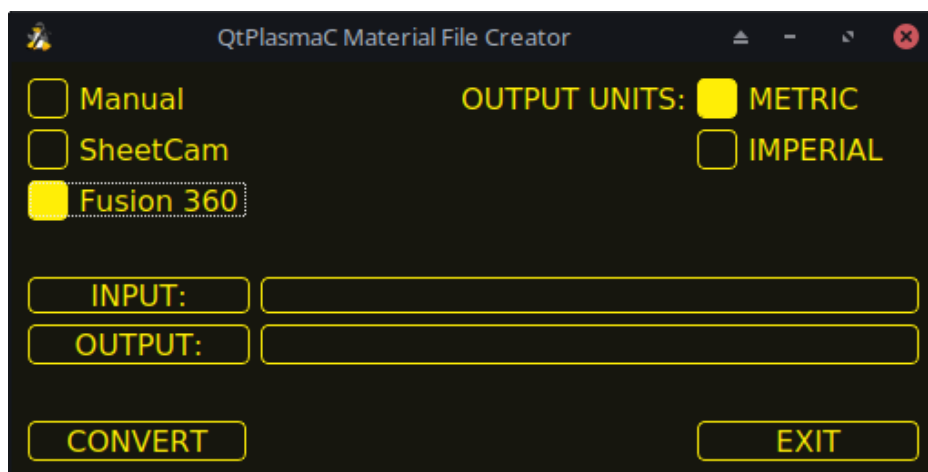 QtPlasmaC Material File Creator
Manual OUTPUT UNITS: METRIC
SheetCam IMPERIAL
Fusion 360
INPUT:
OUTPUT:
CONVERT EXIT